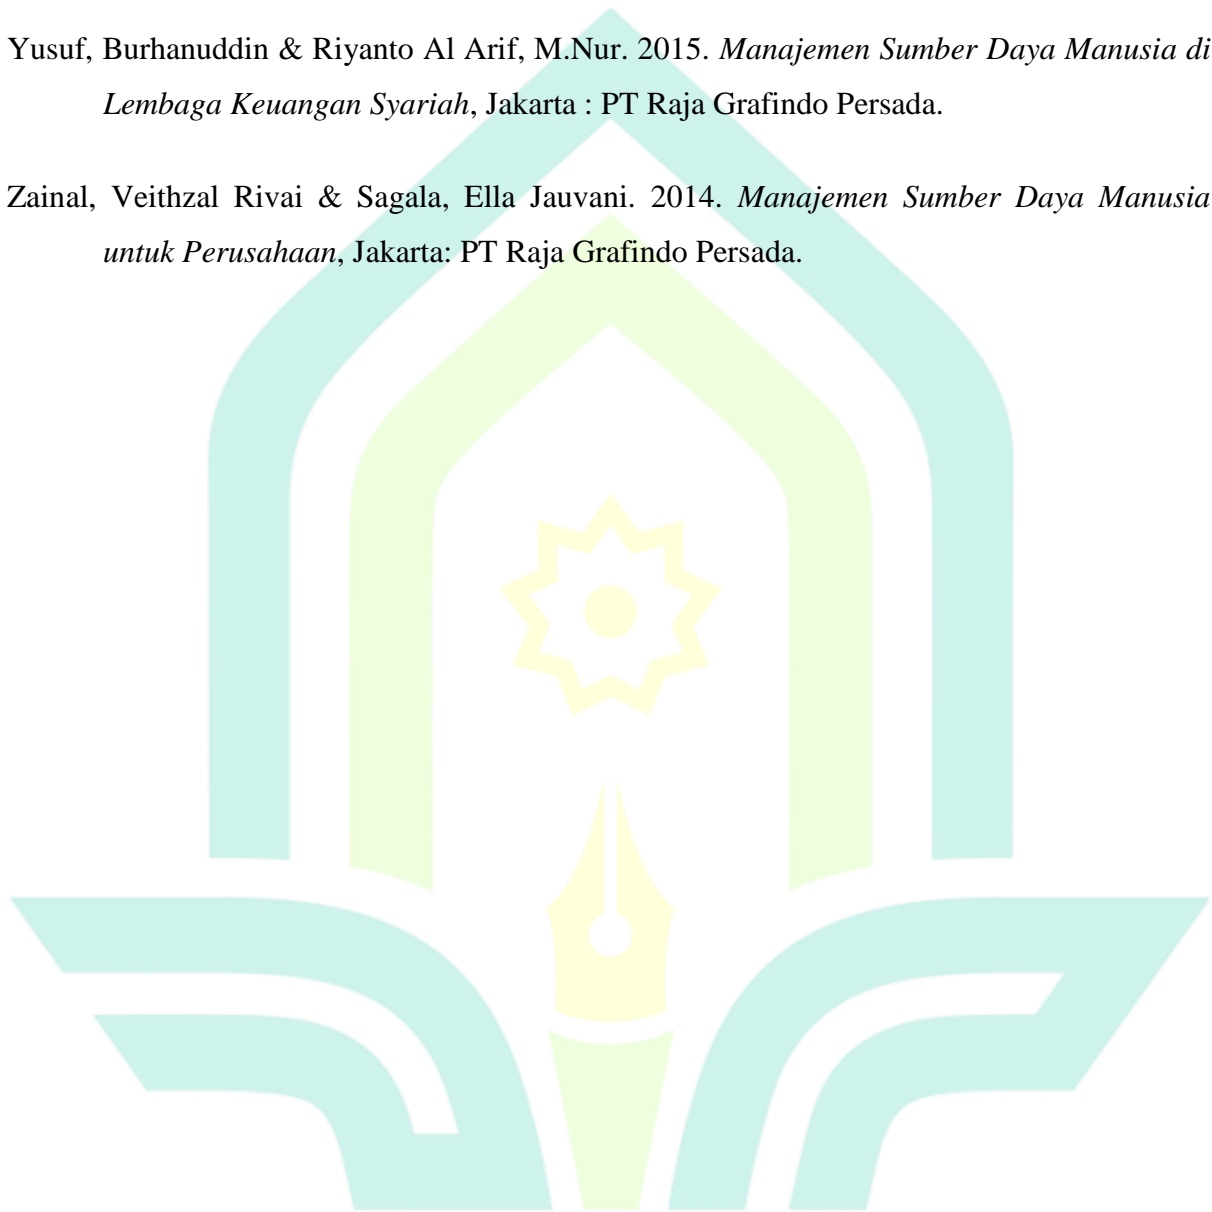 Yusuf, Burhanuddin & Riyanto Al Arif, M.Nur. 2015. Manajemen Sumber Daya Manusia di
Lembaga Keuangan Syariah, Jakarta : PT Raja Grafindo Persada.
Zainal, Veithzal Rivai & Sagala, Ella Jauvani. 2014. Manajemen Sumber Daya Manusia
untuk Perusahaan, Jakarta: PT Raja Grafindo Persada.